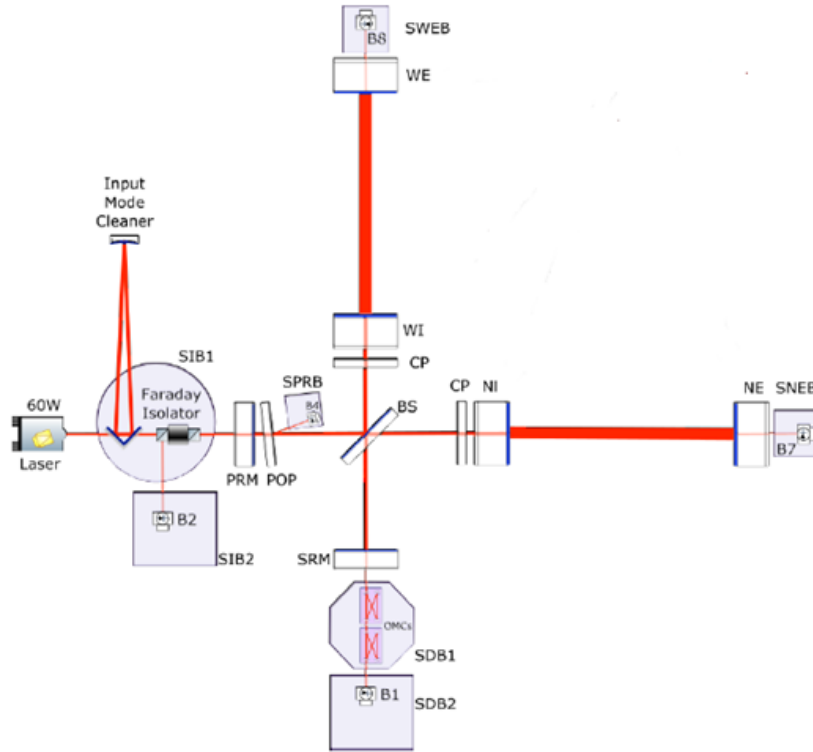 B8
SWEB
WE
Input
Mode
Cleaner
WI
SIB1
CP
SPRB
CP
NI
NE
SNEB
60W
Faraday
Isolator
B4
BS
Laser
PRM
POP
B7
B2
SIB2
SRM
OMCs
SDB1
B1
SDB2